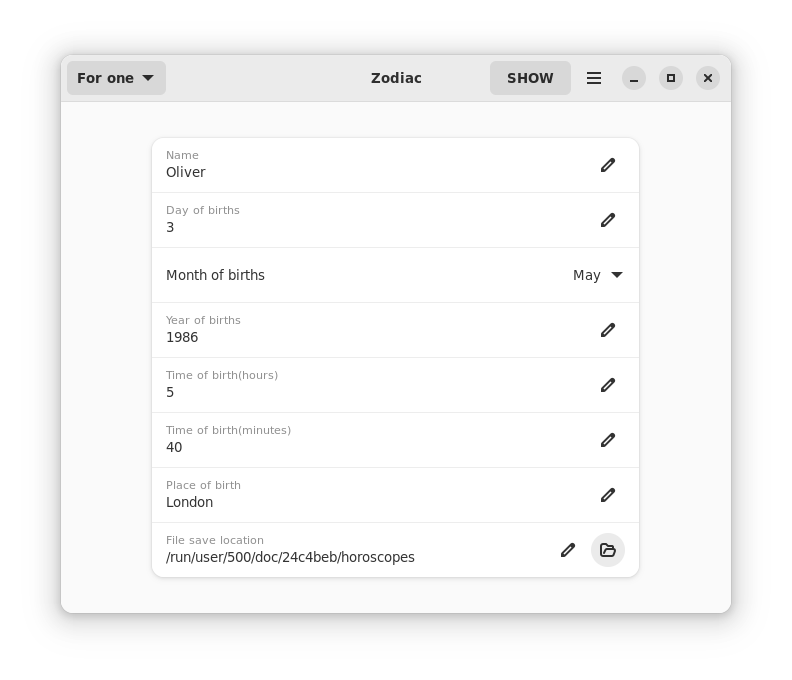 For one
Zodiac
SHOW
Name
Oliver
Day of births
3
Month of births
May
Year of births
1986
Time of birth(hours)
5
Time of birth(minutes)
40
Place of birth
London
File save location
/run/user/500/doc/24c4beb/horoscopes